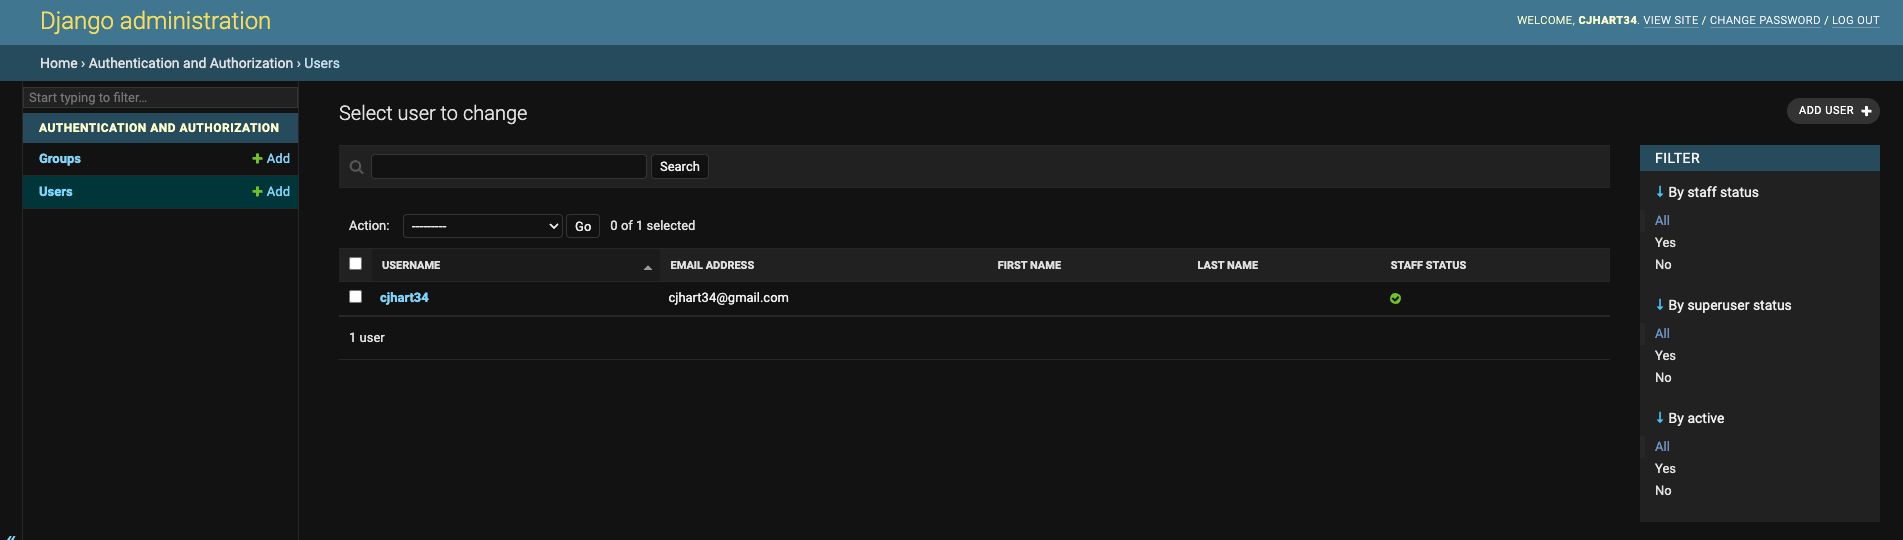 Django administration
WELCOME, CJHART34. VIEW SITE / CHANGE PASSWORD / LOG OUT
Home › Authentication and Authorization › Users
Start typing to filter...
AUTHENTICATION AND AUTHORIZATION
Groups + Add
Users + Add
«
Select user to change
ADD USER +
Search
Action: --------- Go 0 of 1 selected
USERNAME EMAIL ADDRESS FIRST NAME LAST NAME STAFF STATUS
cjhart34 cjhart34@gmail.com
1 user
FILTER
↓ By staff status
All
Yes
No
↓ By superuser status
All
Yes
No
↓ By active
All
Yes
No